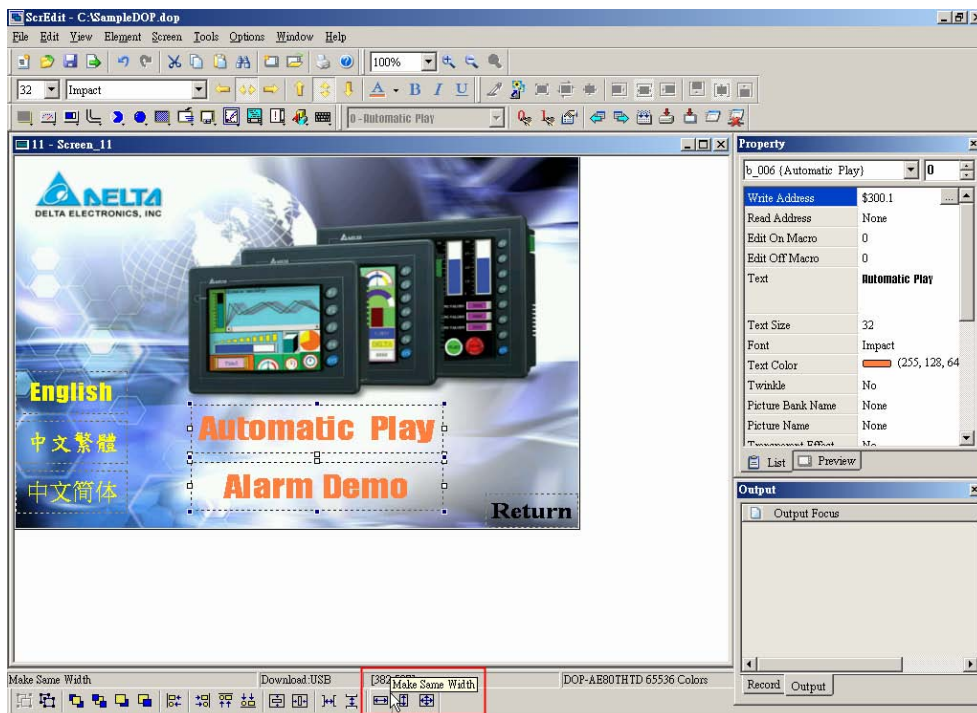 ScrEdit - C:\SampleDOP.dop
File Edit View Element Screen Tools Options Window Help
100%
32 Impact
A B I U
0 - Automatic Play
11 - Screen_11
DELTA
DELTA ELECTRONICS, INC
English
中文繁體
中文简体
Automatic Play
Alarm Demo
Return
Property
b_006 {Automatic Play} 0
Write Address $300.1 ...
Read Address None
Edit On Macro 0
Edit Off Macro 0
Text Automatic Play
Text Size 32
Font Impact
Text Color (255, 128, 64
Twinkle No
Picture Bank Name None
Picture Name None
Transparent Effect No
List Preview
Output
Output Focus
Record Output
Make Same Width Download:USB DOP-AE80THTD 65536 Colors
Make Same Width